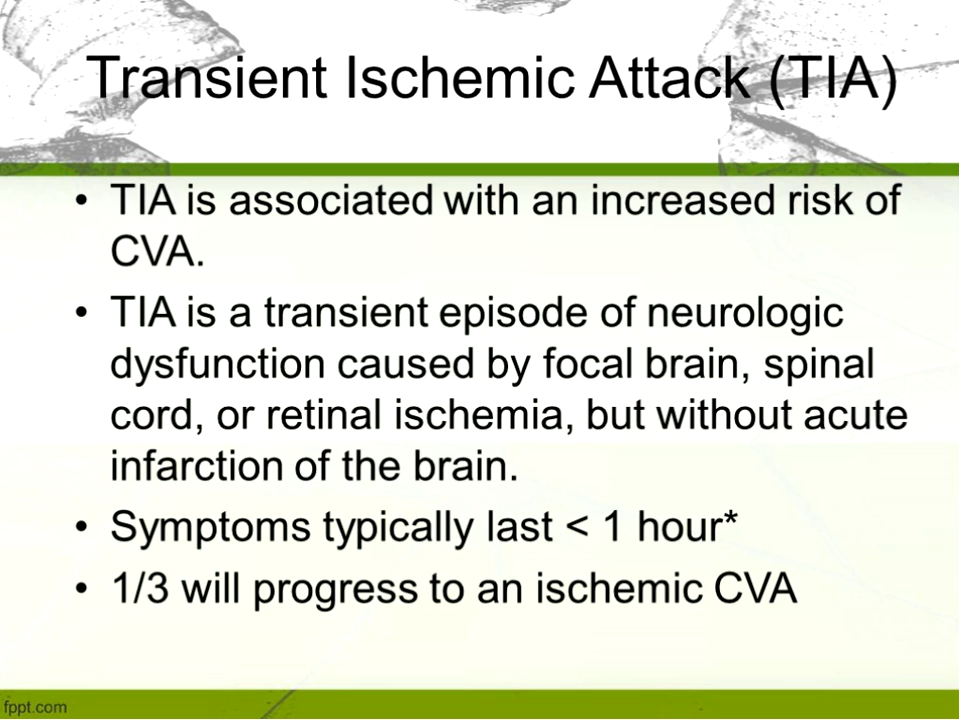 Transient Ischemic Attack (TIA)
• TIA is associated with an increased risk of
CVA.
• TIA is a transient episode of neurologic
dysfunction caused by focal brain, spinal
cord, or retinal ischemia, but without acute
infarction of the brain.
• Symptoms typically last < 1 hour*
• 1/3 will progress to an ischemic CVA
fppt.com